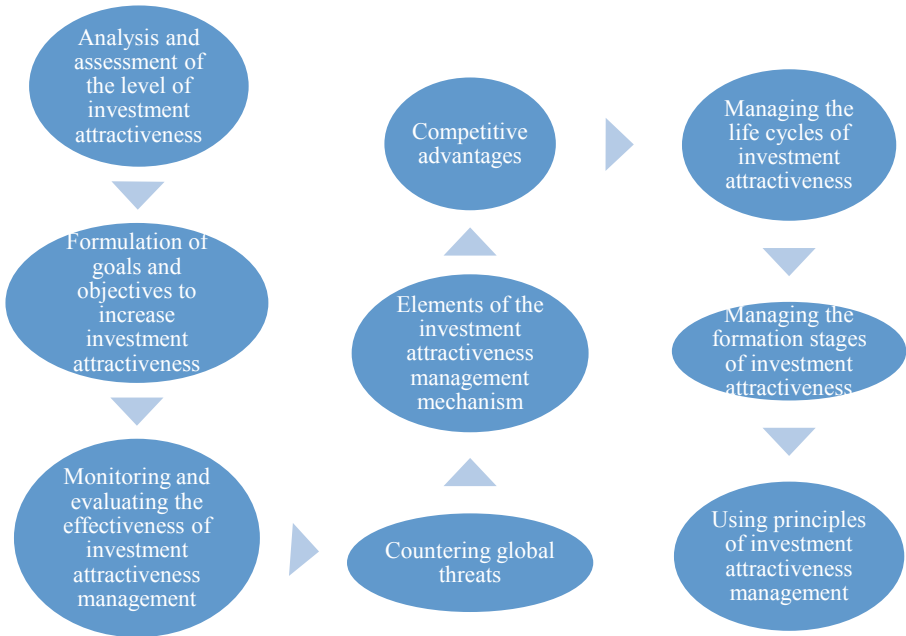 Analysis and
assessment of
the level of
investment
attractiveness
Formulation of
goals and
objectives to
increase
investment
attractiveness
Monitoring and
evaluating the
effectiveness of
investment
attractiveness
management
Countering global
threats
Elements of the
investment
attractiveness
management
mechanism
Competitive
advantages
Managing the
life cycles of
investment
attractiveness
Managing the
formation stages
of investment
attractiveness
Using principles
of investment
attractiveness
management